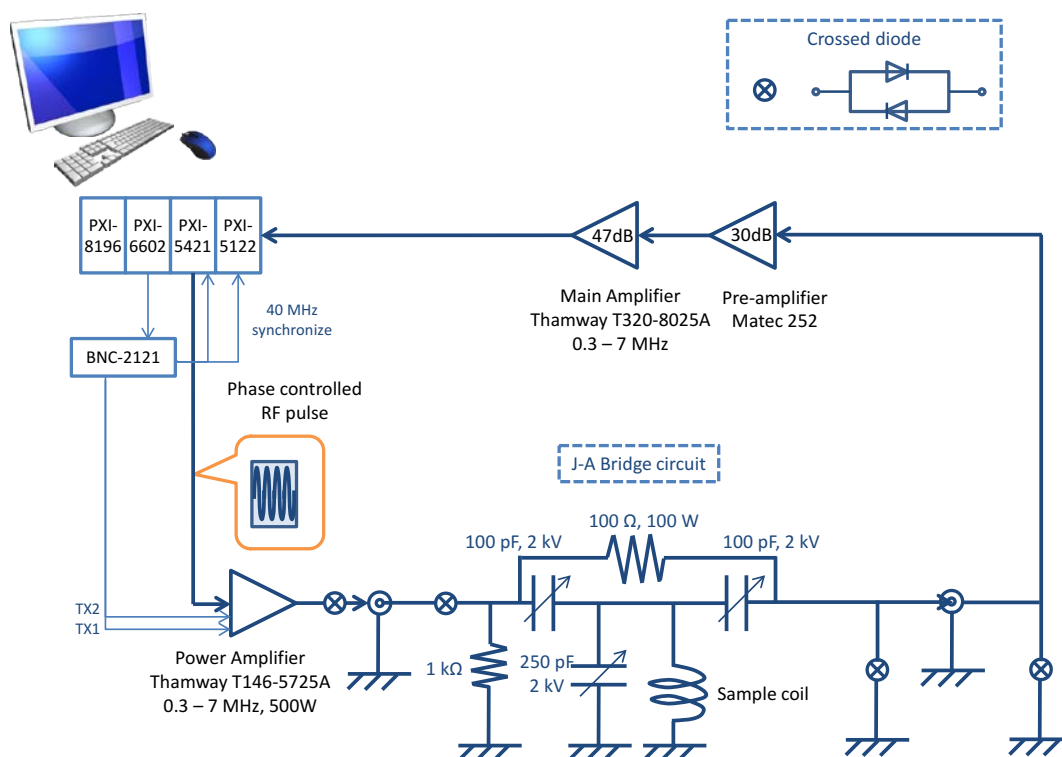 Crossed diode
PXI-
8196
PXI-
6602
PXI-
5421
PXI-
5122
47dB
30dB
Main Amplifier
Thamway T320-8025A
0.3 – 7 MHz
Pre-amplifier
Matec 252
40 MHz
synchronize
BNC-2121
Phase controlled
RF pulse
J-A Bridge circuit
100 Ω, 100 W
100 pF, 2 kV
100 pF, 2 kV
TX2
TX1
Power Amplifier
Thamway T146-5725A
0.3 – 7 MHz, 500W
1 kΩ
250 pF
2 kV
Sample coil